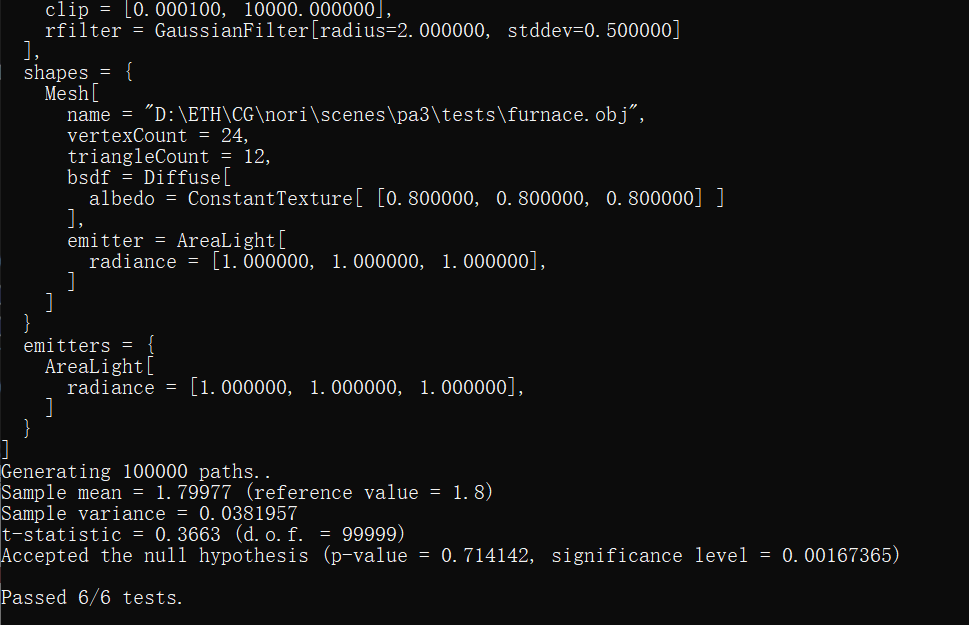 clip = [0.000100, 10000.000000],
rfilter = GaussianFilter[radius=2.000000, stddev=0.500000]
],
shapes = {
Mesh[
name = "D:\ETH\CG\nori\scenes\pa3\tests\furnace.obj",
vertexCount = 24,
triangleCount = 12,
bsdf = Diffuse[
albedo = ConstantTexture[ [0.800000, 0.800000, 0.800000] ]
],
emitter = AreaLight[
radiance = [1.000000, 1.000000, 1.000000],
]
]
}
emitters = {
AreaLight[
radiance = [1.000000, 1.000000, 1.000000],
]
}
]
Generating 100000 paths..
Sample mean = 1.79977 (reference value = 1.8)
Sample variance = 0.0381957
t-statistic = 0.3663 (d.o.f. = 99999)
Accepted the null hypothesis (p-value = 0.714142, significance level = 0.00167365)
Passed 6/6 tests.